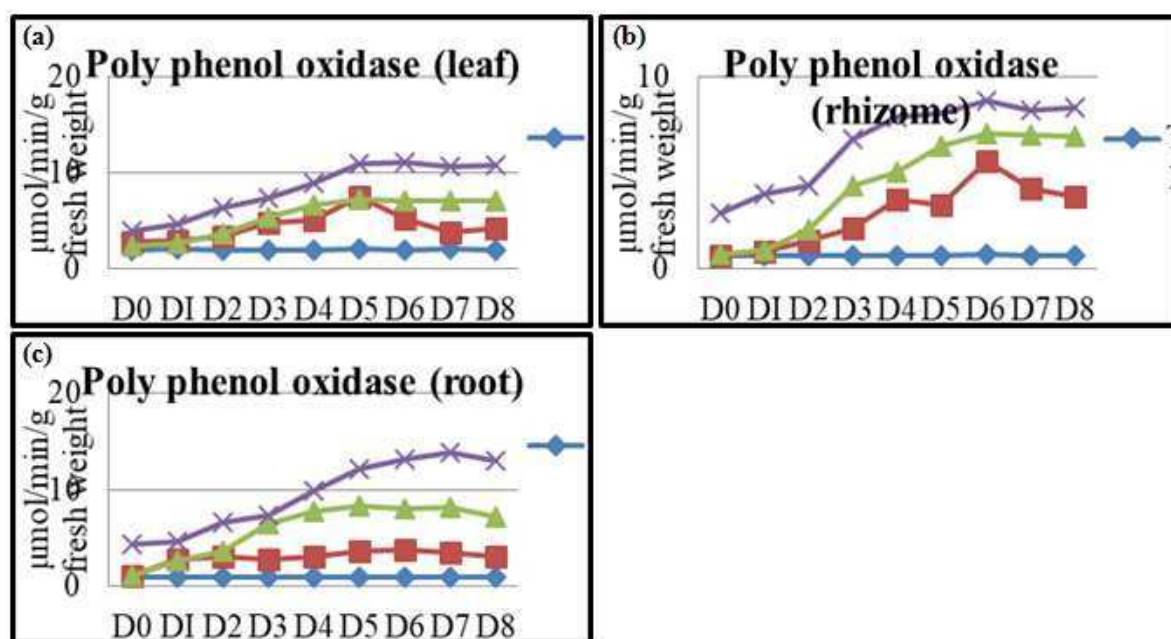 (a)
Poly phenol oxidase (leaf)
µmol/min/g
fresh weight
20
10
0
D0 DI D2 D3 D4 D5 D6 D7 D8
(b)
Poly phenol oxidase
(rhizome)
µmol/min/g
fresh weight
10
0
D0 DI D2 D3 D4 D5 D6 D7 D8
(c)
Poly phenol oxidase (root)
µmol/min/g
fresh weight
20
10
0
D0 DI D2 D3 D4 D5 D6 D7 D8